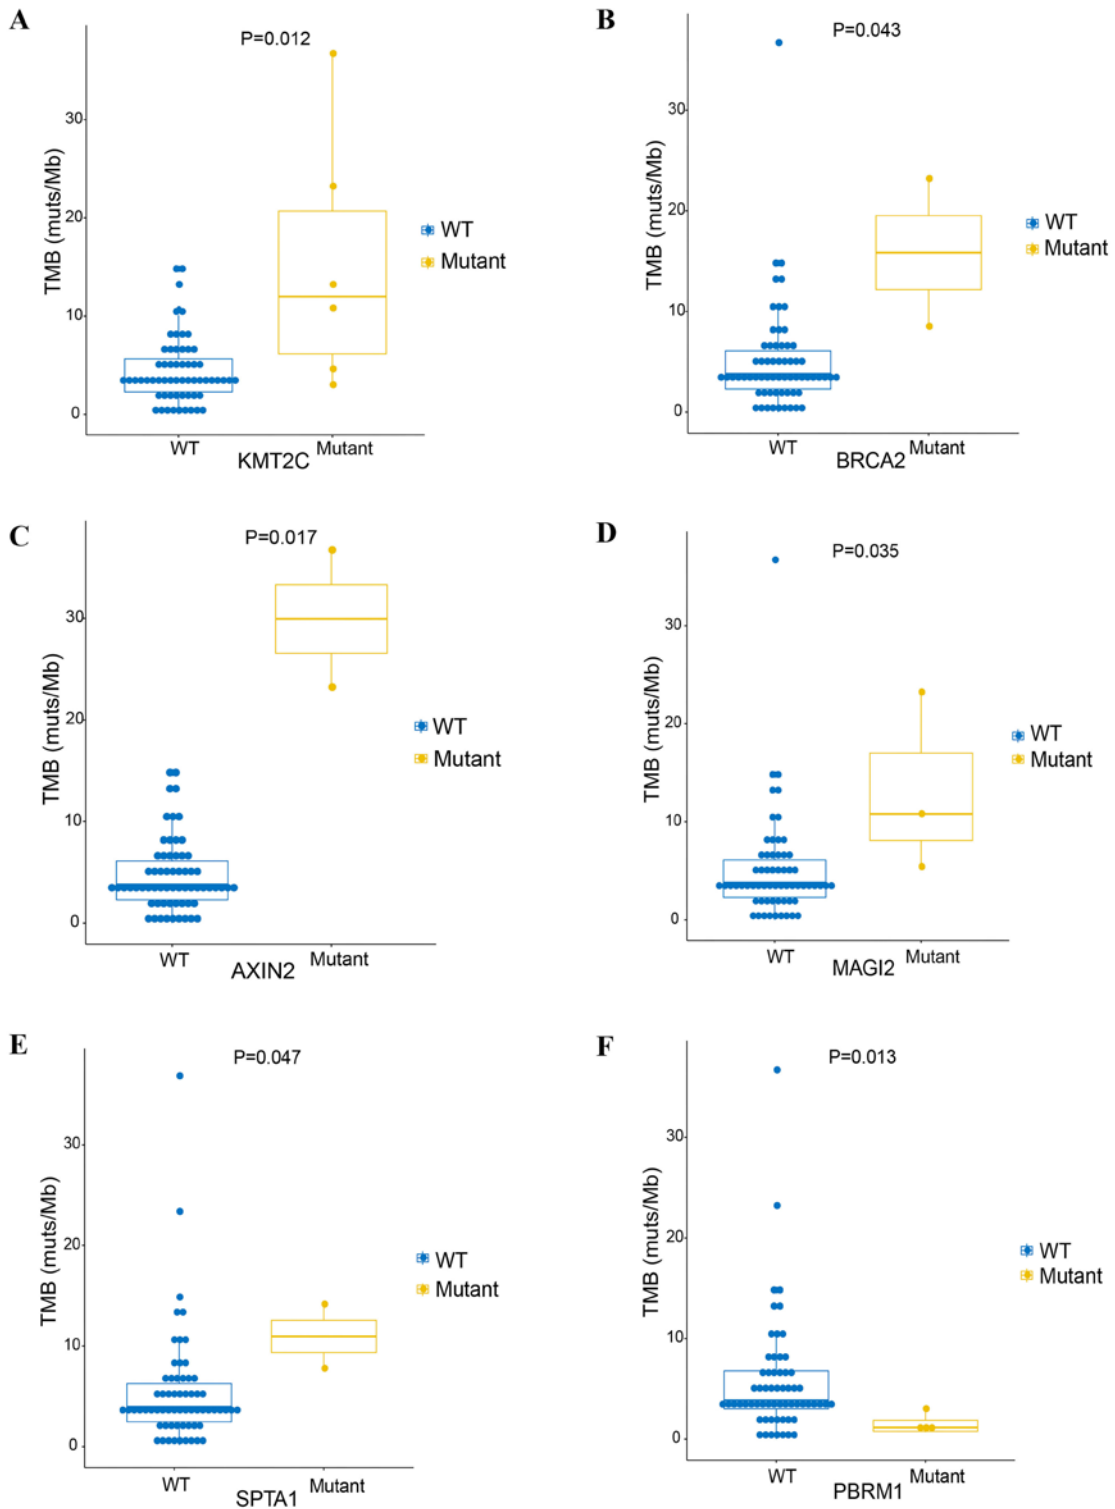 A
P=0.012
TMB (muts/Mb)
30
20
10
0
WT
Mutant
KMT2C
WT
Mutant
B
P=0.043
TMB (muts/Mb)
30
20
10
0
WT
Mutant
BRCA2
WT
Mutant
C
P=0.017
TMB (muts/Mb)
30
20
10
0
WT
Mutant
AXIN2
WT
Mutant
D
P=0.035
TMB (muts/Mb)
30
20
10
0
WT
Mutant
MAGI2
WT
Mutant
E
P=0.047
TMB (muts/Mb)
30
20
10
0
WT
Mutant
SPTA1
WT
Mutant
F
P=0.013
TMB (muts/Mb)
30
20
10
0
WT
Mutant
PBRM1
WT
Mutant